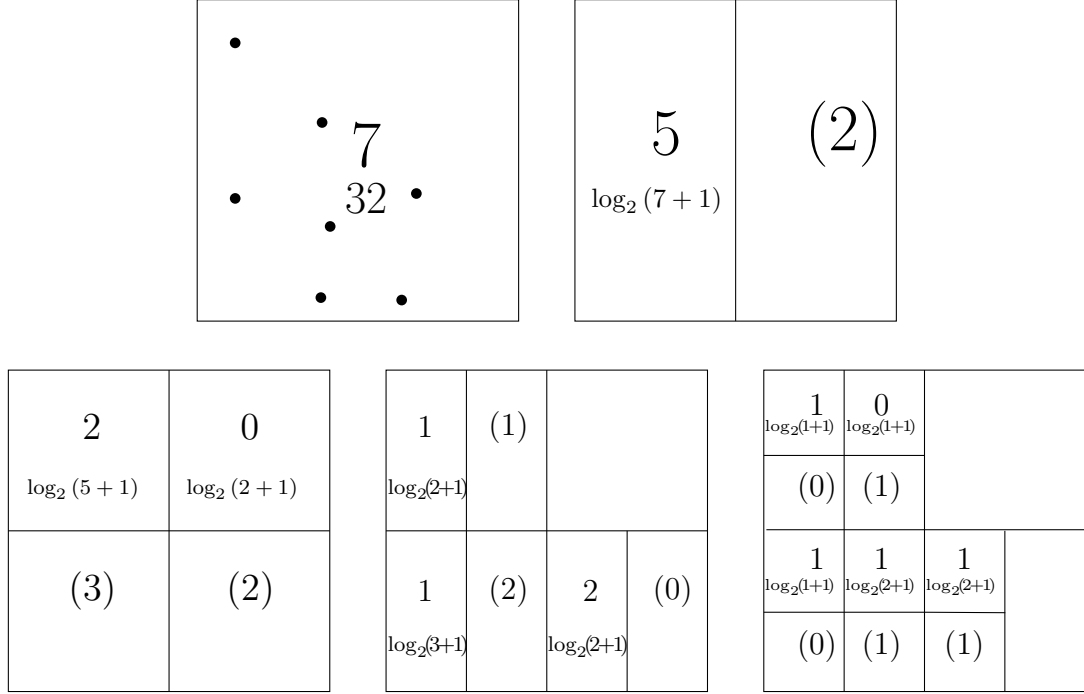 7
32
5
(2)
log₂ (7 + 1)
2
0
log₂ (5 + 1)
log₂ (2 + 1)
(3)
(2)
1
(1)
log₂(2+1)
1
(2)
2
(0)
log₂(3+1)
log₂(2+1)
1
0
log₂(1+1)
log₂(1+1)
(0)
(1)
1
1
1
log₂(1+1)
log₂(2+1)
log₂(2+1)
(0)
(1)
(1)